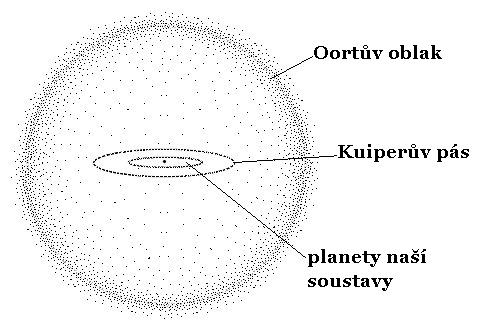 Oortův oblak
Kuiperův pás
planety naší
soustavy